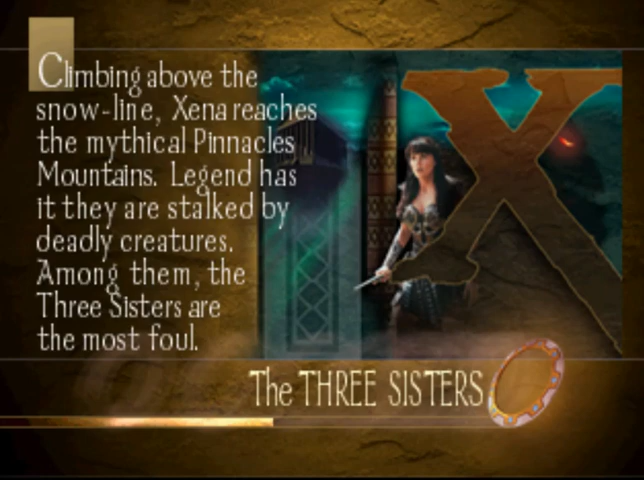 Climbing above the
snow-line, Xena reaches
the mythical Pinnacles
Mountains. Legend has
it they are stalked by
deadly creatures.
Among them, the
Three Sisters are
the most foul.
X
The THREE SISTERS